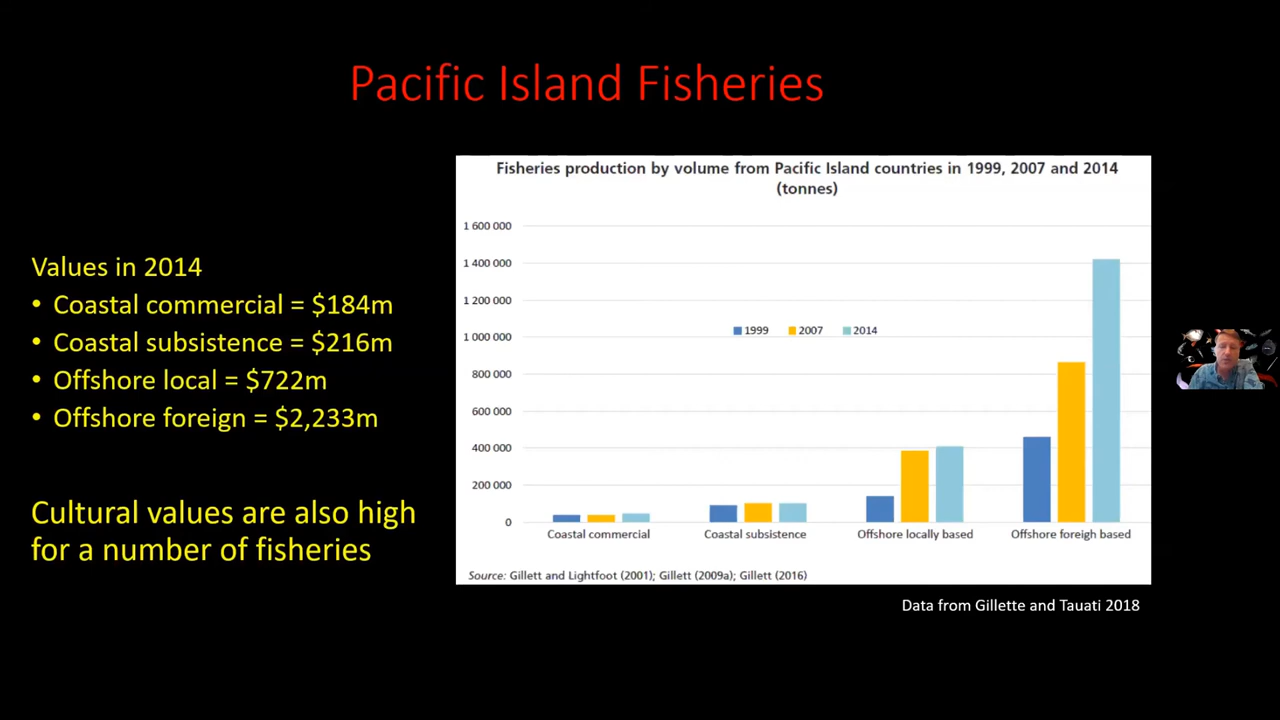 Pacific Island Fisheries
Values in 2014
• Coastal commercial = $184m
• Coastal subsistence = $216m
• Offshore local = $722m
• Offshore foreign = $2,233m
Cultural values are also high
for a number of fisheries
Fisheries production by volume from Pacific Island countries in 1999, 2007 and 2014
(tonnes)
1 600 000
1 400 000
1 200 000
1 000 000
800 000
600 000
400 000
200 000
0
1999 2007 2014
Coastal commercial Coastal subsistence Offshore locally based Offshore foreigh based
Source: Gillett and Lightfoot (2001); Gillett (2009a); Gillett (2016)
Data from Gillette and Tauati 2018